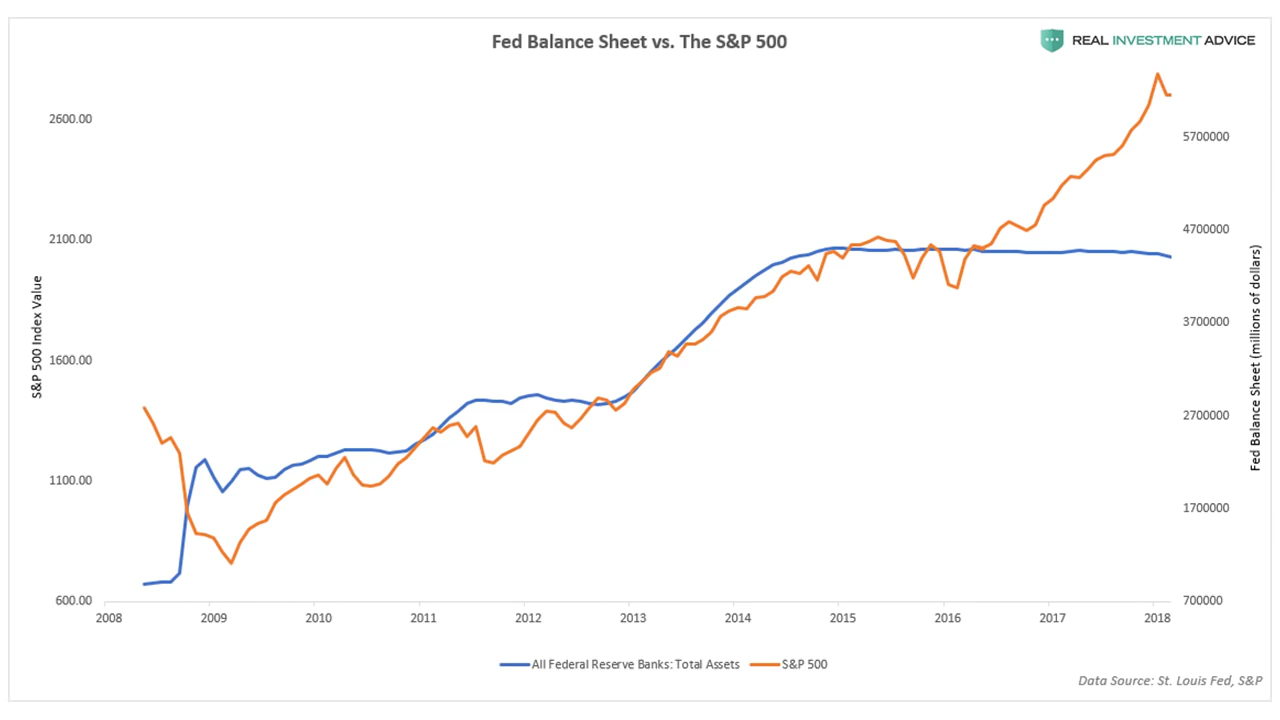 Fed Balance Sheet vs. The S&P 500
REAL INVESTMENT ADVICE
2600.00
2100.00
1600.00
1100.00
600.00
S&P 500 Index Value
5700000
4700000
3700000
2700000
1700000
700000
Fed Balance Sheet (millions of dollars)
2008 2009 2010 2011 2012 2013 2014 2015 2016 2017 2018
All Federal Reserve Banks: Total Assets S&P 500
Data Source: St. Louis Fed, S&P